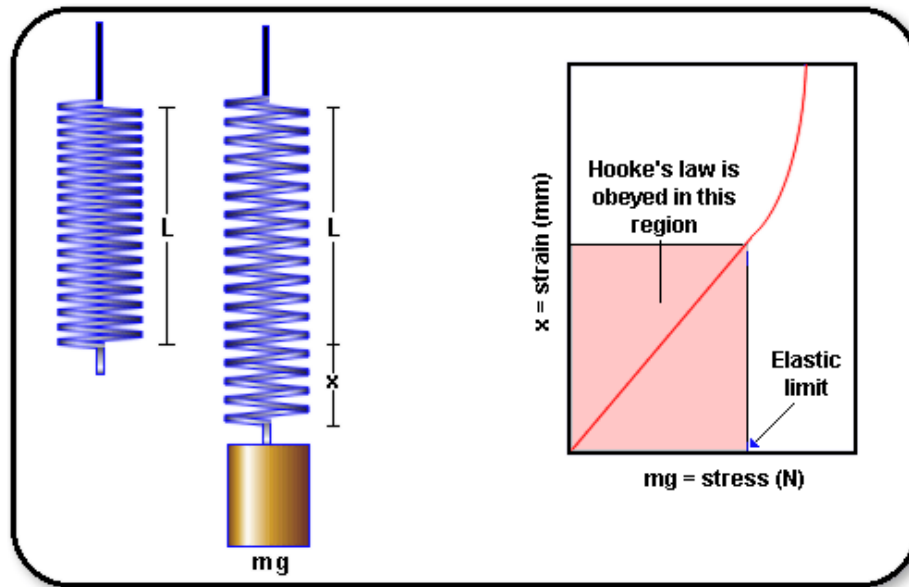 L
L
x
mg
Hooke's law is
obeyed in this
region
x = strain (mm)
Elastic
limit
mg = stress (N)